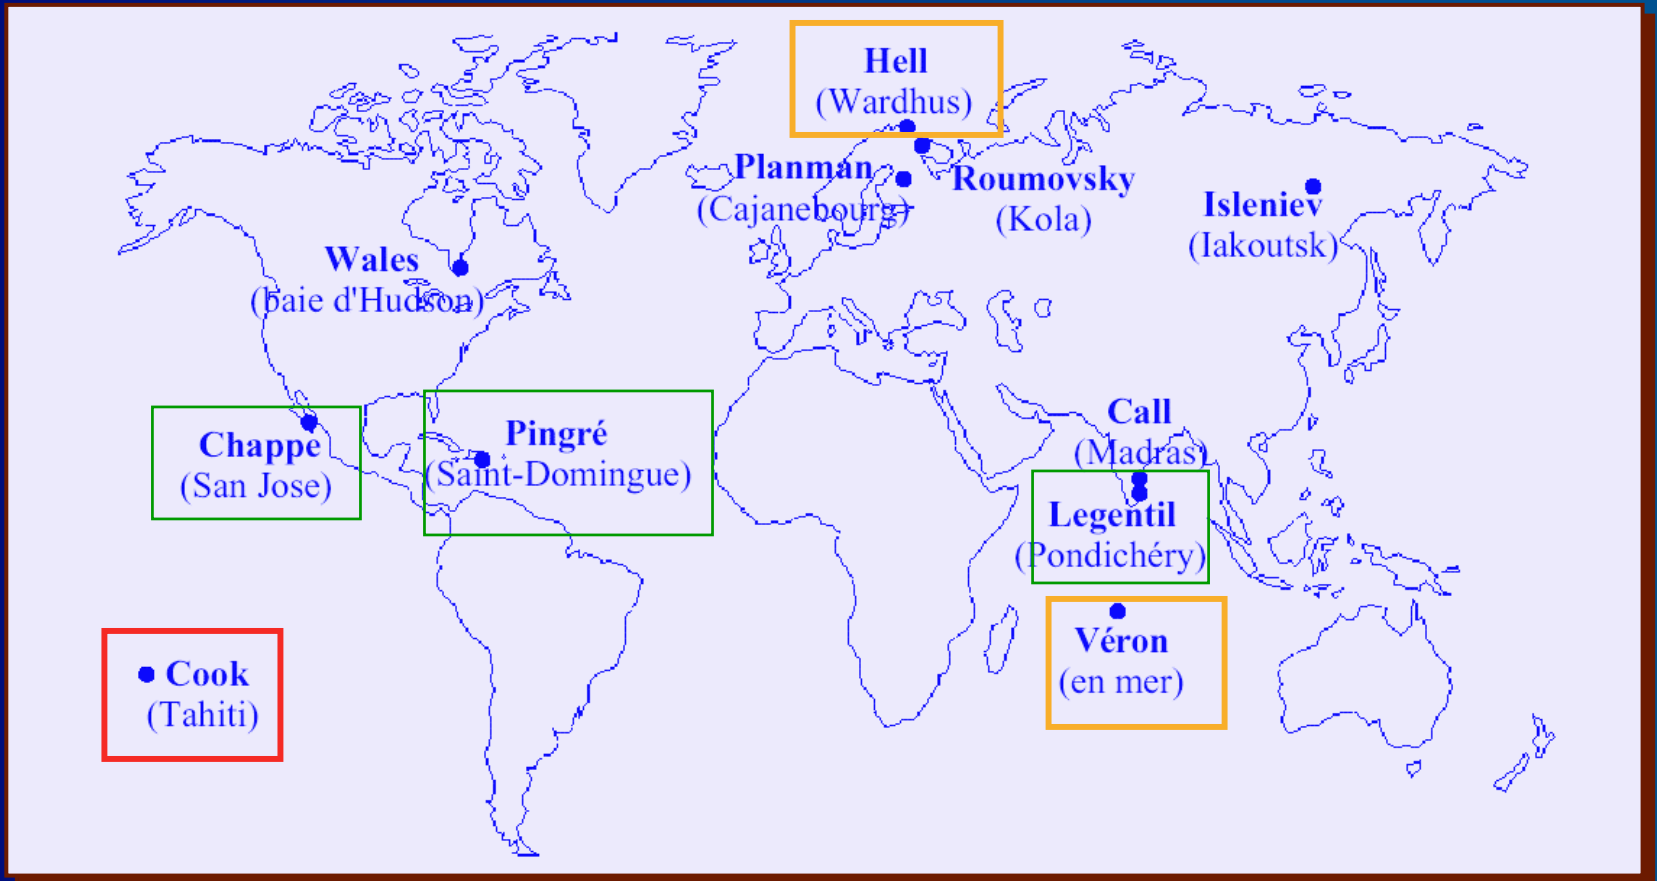 Hell
(Wardhus)
Planman
(Cajanebourg)
Roumovsky
(Kola)
Isleniev
(Iakoutsk)
Wales
(baie d'Hudson)
Chappe
(San Jose)
Pingré
(Saint-Domingue)
Call
(Madras)
Legentil
(Pondichéry)
Véron
(en mer)
Cook
(Tahiti)